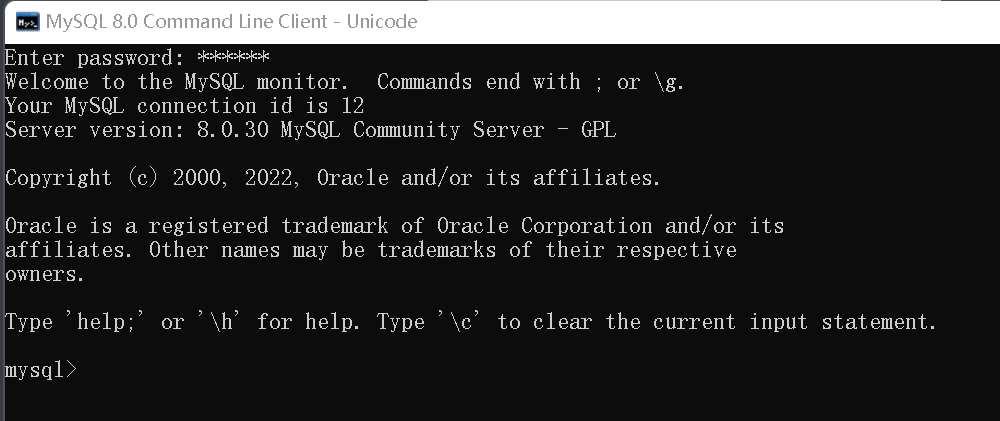 MySQL 8.0 Command Line Client - Unicode
Enter password: ******
Welcome to the MySQL monitor.  Commands end with ; or \g.
Your MySQL connection id is 12
Server version: 8.0.30 MySQL Community Server - GPL
Copyright (c) 2000, 2022, Oracle and/or its affiliates.
Oracle is a registered trademark of Oracle Corporation and/or its
affiliates. Other names may be trademarks of their respective
owners.
Type 'help;' or '\h' for help. Type '\c' to clear the current input statement.
mysql>